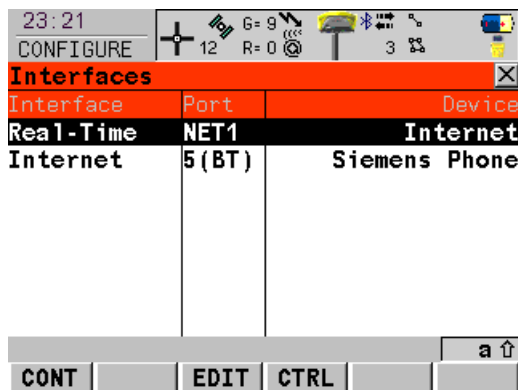 23:21
CONFIGURE
12
G= 9
R= 0
3
Interfaces
Interface Port Device
Real-Time NET1 Internet
Internet 5(BT) Siemens Phone
a
CONT EDIT CTRL